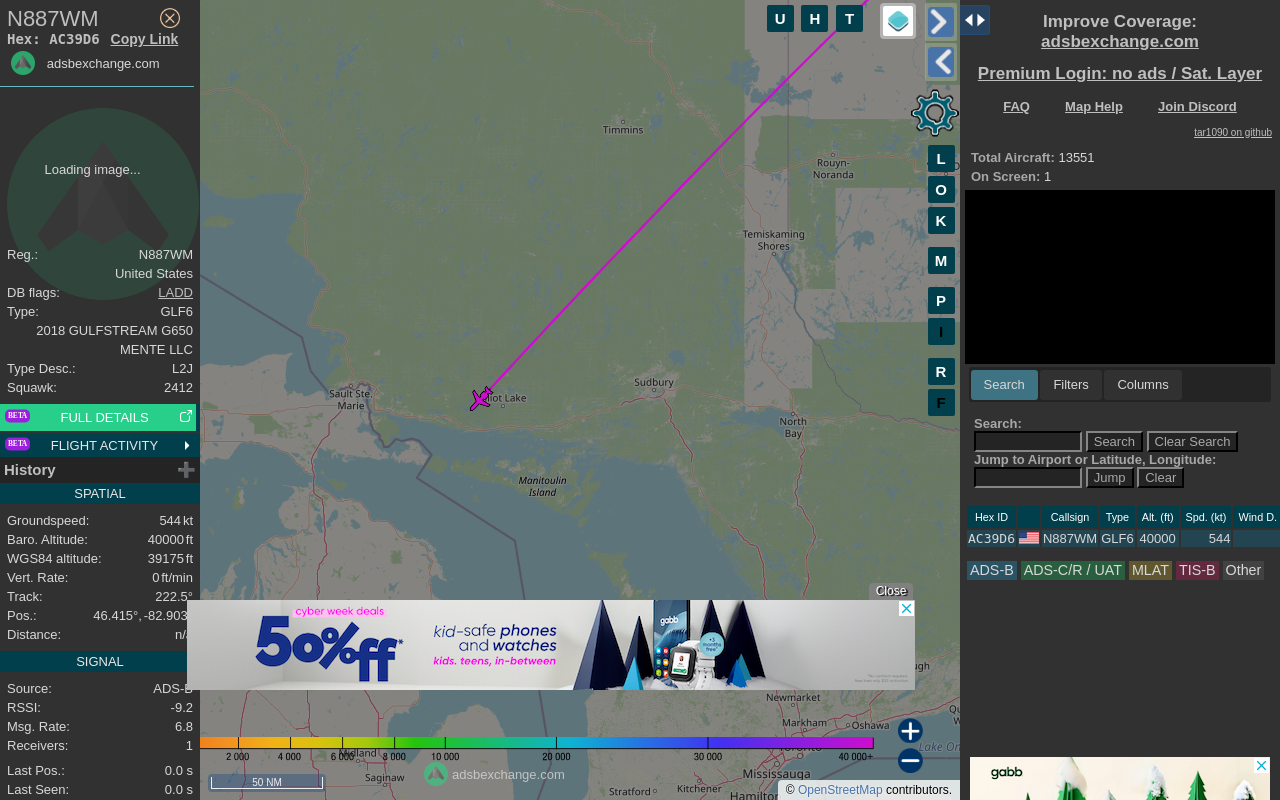 N887WM
Hex: AC39D6 Copy Link
adsbexchange.com
Loading image...
Reg.: N887WM
United States
DB flags: LADD
Type: GLF6
2018 GULFSTREAM G650
MENTE LLC
Type Desc.: L2J
Squawk: 2412
BETA FULL DETAILS
BETA FLIGHT ACTIVITY
History
SPATIAL
Groundspeed: 544 kt
Baro. Altitude: 40000 ft
WGS84 altitude: 39175 ft
Vert. Rate: 0 ft/min
Track: 222.5°
Pos.: 46.415°, -82.903
Distance: n/a
SIGNAL
Source: ADS-B
RSSI: -9.2
Msg. Rate: 6.8
Receivers: 1
Last Pos.: 0.0 s
Last Seen: 0.0 s
U H T
L
O
K
M
P
I
R
F
Timmins
Rouyn-
Noranda
Temiskaming
Shores
Sault Ste.
Marie
Sudbury
North
Bay
Manitoulin
Island
Close
cyber week deals
50% off*
kid-safe phones
and watches
kids. teens, in-between
gabb
+3
months
free
Newmarket
Markham
Oshawa
Toronto
Midland
Saginaw
Mississauga
Stratford
Kitchener
Hamilton
2 000 4 000 6 000 8 000 10 000 20 000 30 000 40 000+
50 NM
adsbexchange.com
© OpenStreetMap contributors.
Improve Coverage:
adsbexchange.com
Premium Login: no ads / Sat. Layer
FAQ Map Help Join Discord
tar1090 on github
Total Aircraft: 13551
On Screen: 1
Search Filters Columns
Search:
Search Clear Search
Jump to Airport or Latitude, Longitude:
Jump Clear
Hex ID Callsign Type Alt. (ft) Spd. (kt) Wind D.
AC39D6 N887WM GLF6 40000 544
ADS-B ADS-C/R / UAT MLAT TIS-B Other
gabb